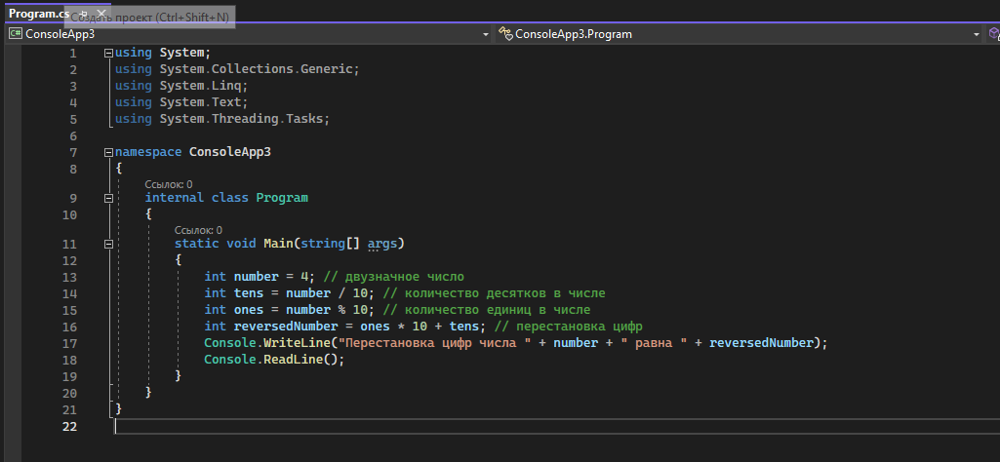 Program.cs
Создать проект (Ctrl+Shift+N)
ConsoleApp3
ConsoleApp3.Program
1 using System;
2 using System.Collections.Generic;
3 using System.Linq;
4 using System.Text;
5 using System.Threading.Tasks;
6
7 namespace ConsoleApp3
8 {
Ссылок: 0
9 internal class Program
10 {
Ссылок: 0
11 static void Main(string[] args)
12 {
13 int number = 4; // двузначное число
14 int tens = number / 10; // количество десятков в числе
15 int ones = number % 10; // количество единиц в числе
16 int reversedNumber = ones * 10 + tens; // перестановка цифр
17 Console.WriteLine("Перестановка цифр числа " + number + " равна " + reversedNumber);
18 Console.ReadLine();
19 }
20 }
21 }
22